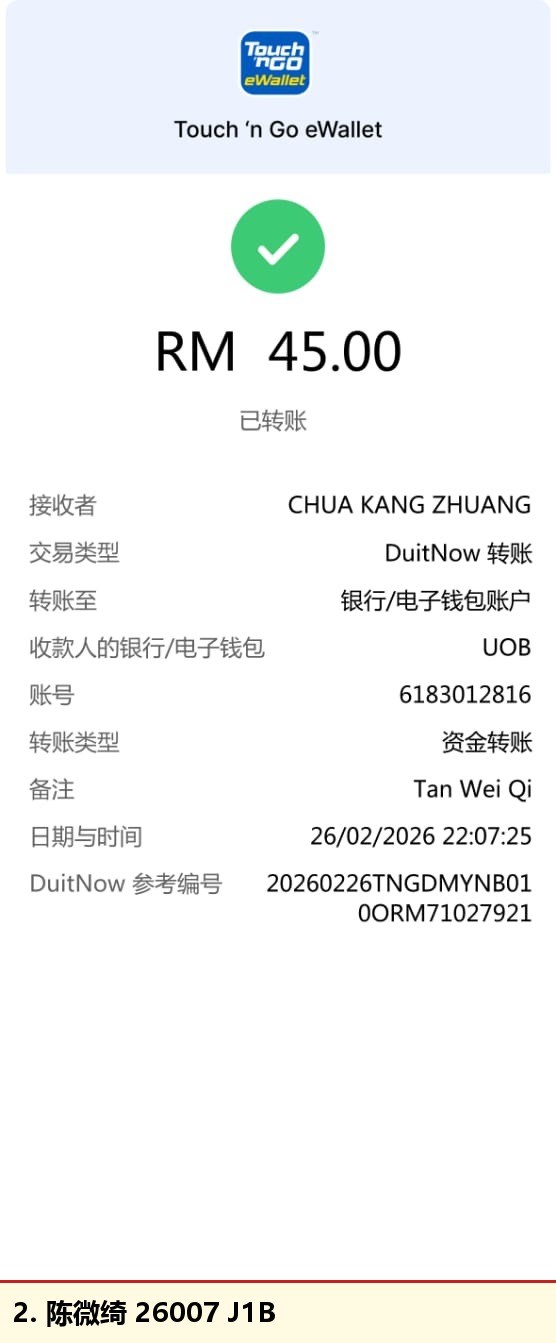 Touch
'nGO
eWallet
™
Touch ‘n Go eWallet
RM 45.00
已转账
接收者 CHUA KANG ZHUANG
交易类型 DuitNow 转账
转账至 银行/电子钱包账户
收款人的银行/电子钱包 UOB
账号 6183012816
转账类型 资金转账
备注 Tan Wei Qi
日期与时间 26/02/2026 22:07:25
DuitNow 参考编号 20260226TNGDMYNB01
0ORM71027921
2. 陈微绮 26007 J1B